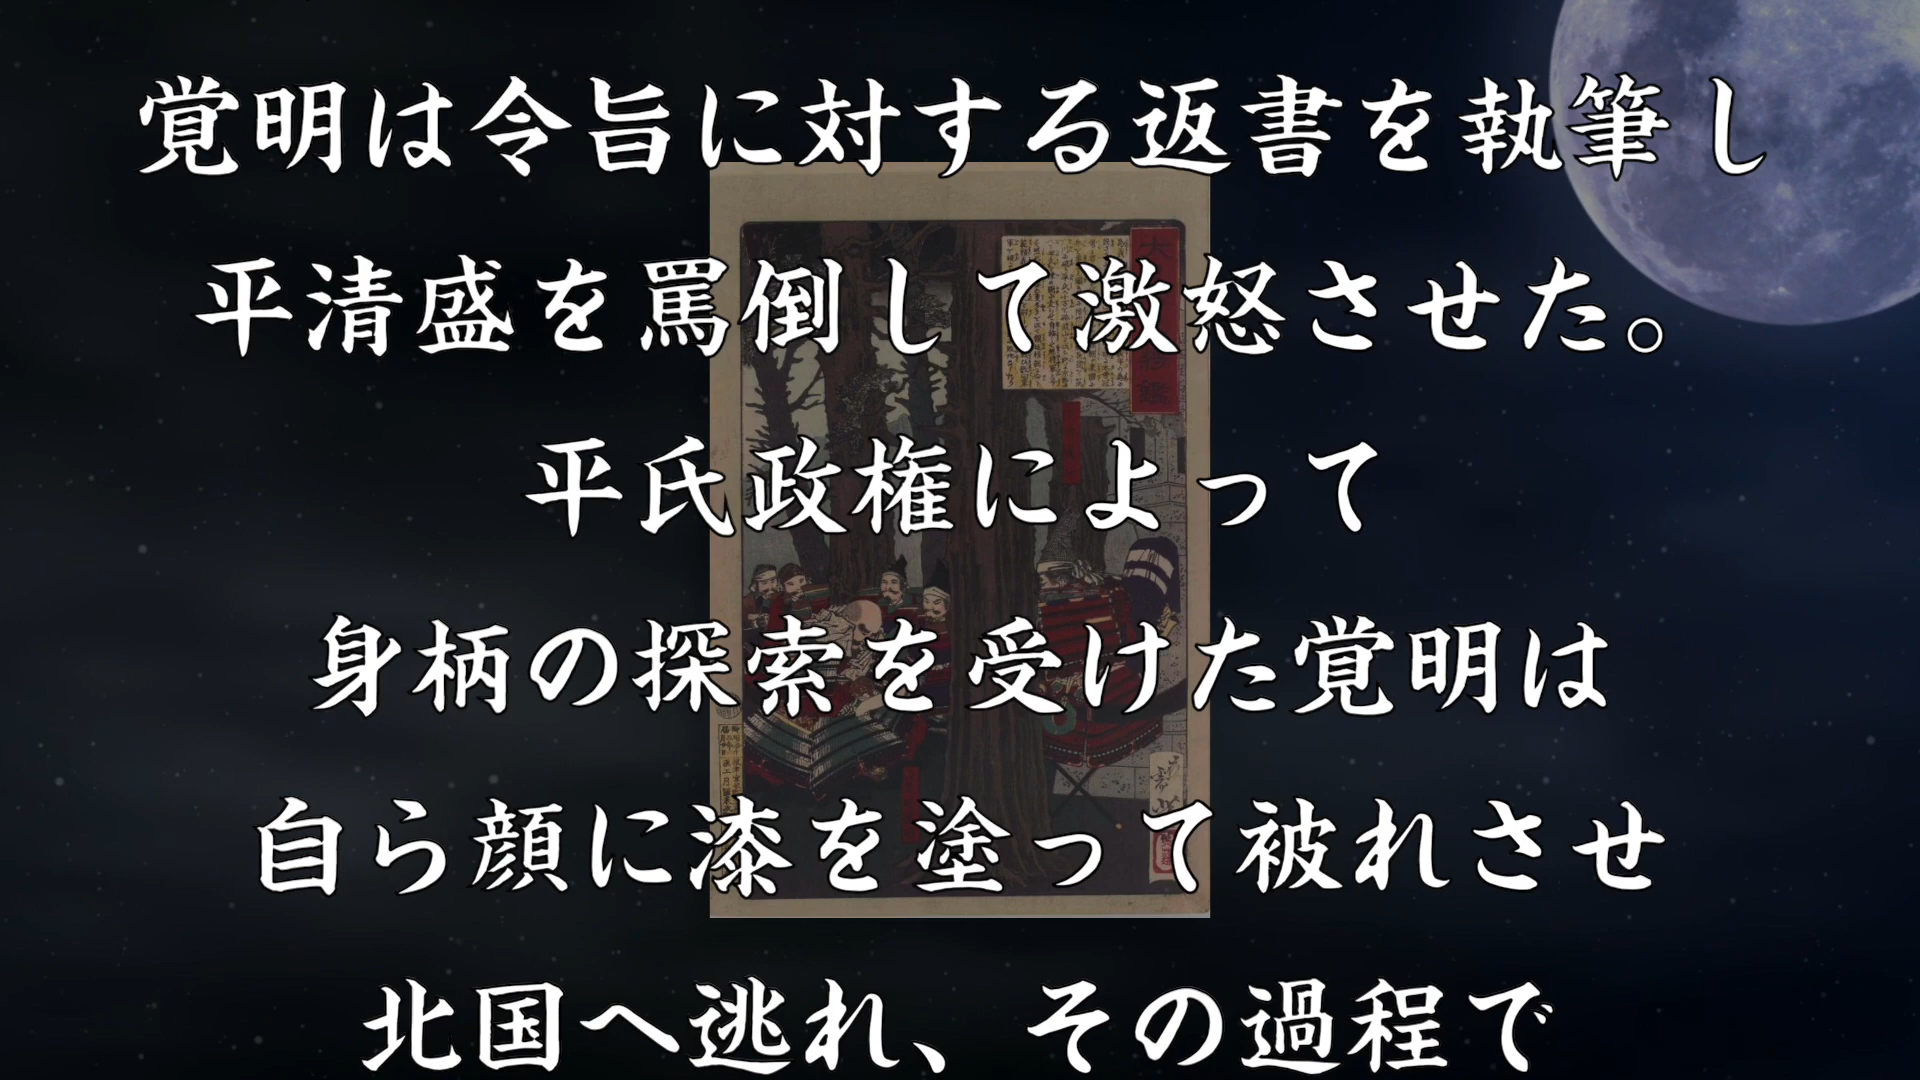 覚明は令旨に対する返書を執筆し
平清盛を罵倒して激怒させた。
平氏政権によって
身柄の探索を受けた覚明は
自ら顔に漆を塗って被れさせ
北国へ逃れ、その過程で